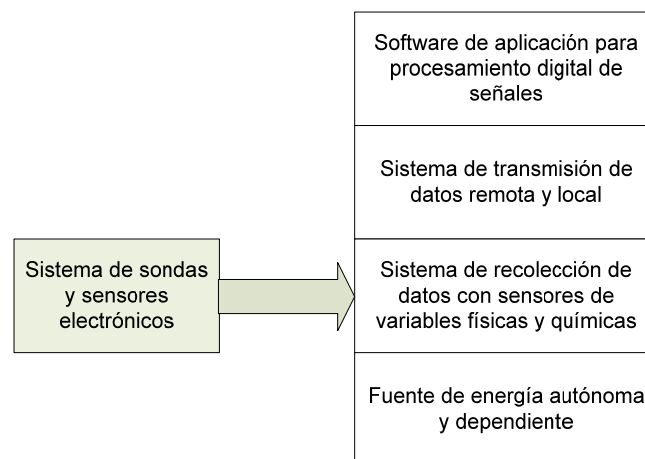 Software de aplicación para
procesamiento digital de
señales
Sistema de transmisión de
datos remota y local
Sistema de sondas
y sensores
electrónicos
Sistema de recolección de
datos con sensores de
variables físicas y químicas
Fuente de energía autónoma
y dependiente